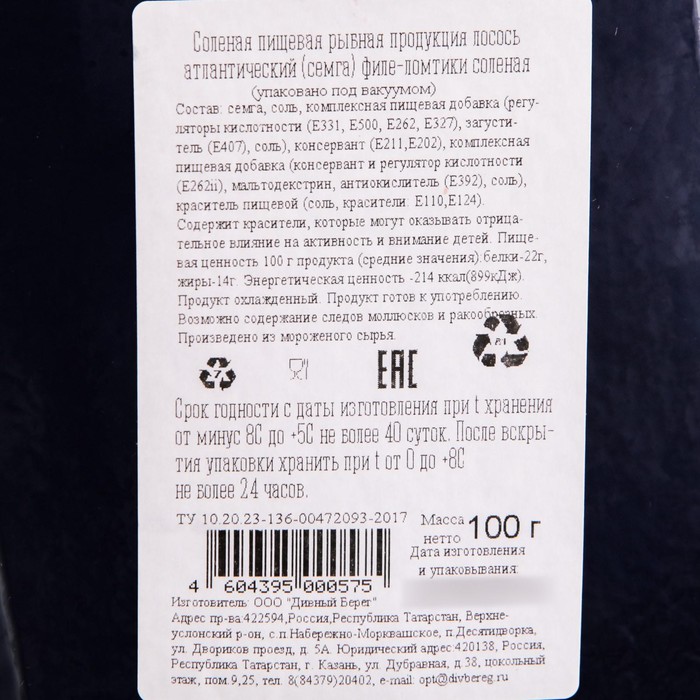 Соленая пищевая рыбная продукция лосось
атлантический (семга) филе-ломтики соленая
(упаковано под вакуумом)
Состав: семга, соль, комплексная пищевая добавка (регу-
ляторы кислотности (Е331, Е500, Е262, Е327), загусти-
тель (Е407), соль), консервант (Е211,Е202), комплексная
пищевая добавка (консервант и регулятор кислотности
(Е262ii), мальтодекстрин, антиокислитель (Е392), соль),
краситель пищевой (соль, красители: Е110,Е124).
Содержит красители, которые могут оказывать отрица-
тельное влияние на активность и внимание детей. Пище-
вая ценность 100 г продукта (средние значения):белки-22г,
жиры-14г. Энергетическая ценность -214 ккал(899кДж).
Продукт охлажденный. Продукт готов к употреблению.
Возможно содержание следов моллюсков и ракообразных.
Произведено из мороженого сырья.
7
EAC
81
Срок годности с даты изготовления при t хранения
от минус 8С до +5С не более 40 суток. После вскры-
тия упаковки хранить при t от 0 до +8С
не более 24 часов.
ТУ 10.20.23-136-00472093-2017
Масса нетто 100 г
Дата изготовления
и упаковывания:
4 604395 000575
Изготовитель: ООО "Дивный Берег"
Адрес пр-ва:422594,Россия,Республика Татарстан, Верхне-
услонский р-он, с.п.Набережно-Морквашское, п.Десятидворка,
ул. Двориков проезд, д. 5А. Юридический адрес:420138, Россия,
Республика Татарстан, г. Казань, ул. Дубравная, д.38, цокольный
этаж, пом.9,25. 8(84379)20402, e-mail: opt@divbereg.ru